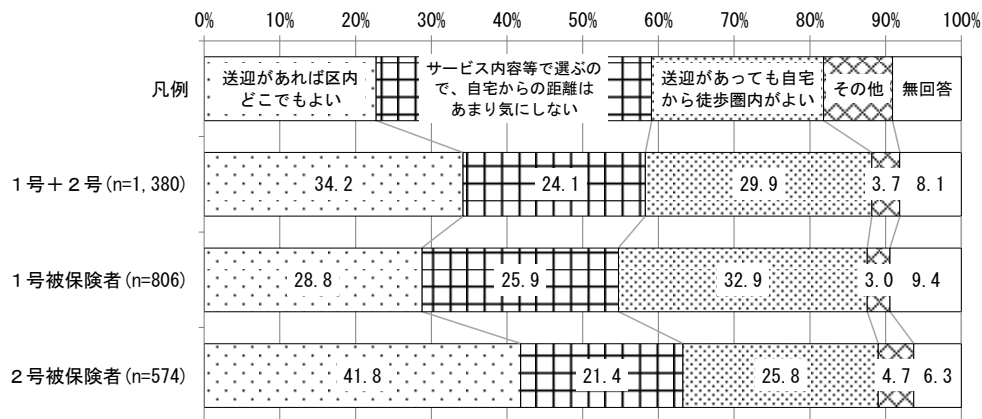 0% 10% 20% 30% 40% 50% 60% 70% 80% 90% 100%
凡例
送迎があれば区内
どこでもよい
サービス内容等で選ぶの
で、自宅からの距離は
あまり気にしない
送迎があっても自宅
から徒歩圏内がよい
その他
無回答
１号＋２号(n=1,380) 34.2 24.1 29.9 3.7 8.1
１号被保険者(n=806) 28.8 25.9 32.9 3.0 9.4
２号被保険者(n=574) 41.8 21.4 25.8 4.7 6.3